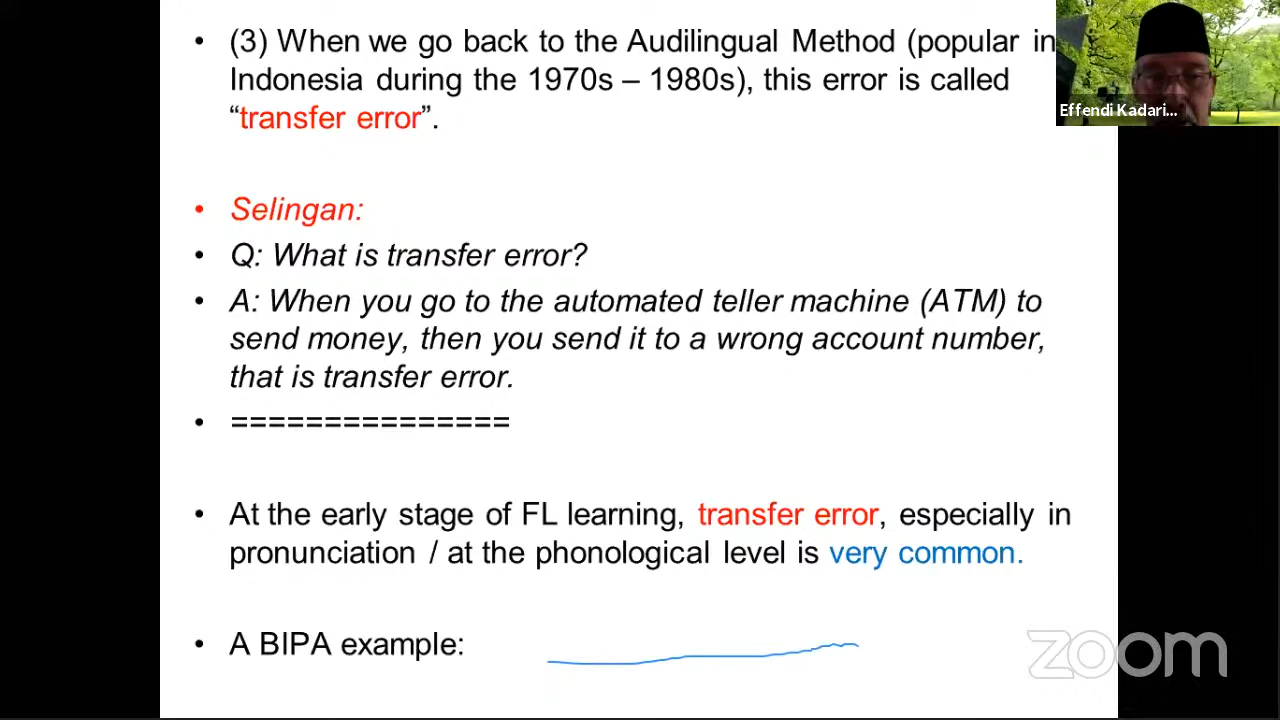 • (3) When we go back to the Audilingual Method (popular in
Indonesia during the 1970s – 1980s), this error is called
“transfer error”.
• Selingan:
• Q: What is transfer error?
• A: When you go to the automated teller machine (ATM) to
send money, then you send it to a wrong account number,
that is transfer error.
• ===============
• At the early stage of FL learning, transfer error, especially in
pronunciation / at the phonological level is very common.
• A BIPA example:
Effendi Kadari...
zoom